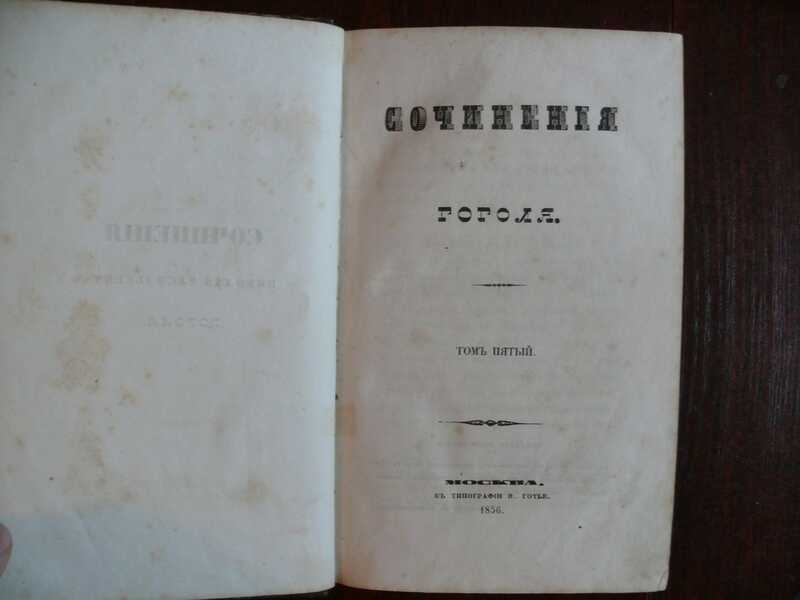 СОЧИНЕНІЯ
ГОГОЛЯ.
ТОМЪ ПЯТЫЙ.
МОСКВА.
ВЪ ТИПОГРАФІИ В. ГОТЬЕ.
1856.